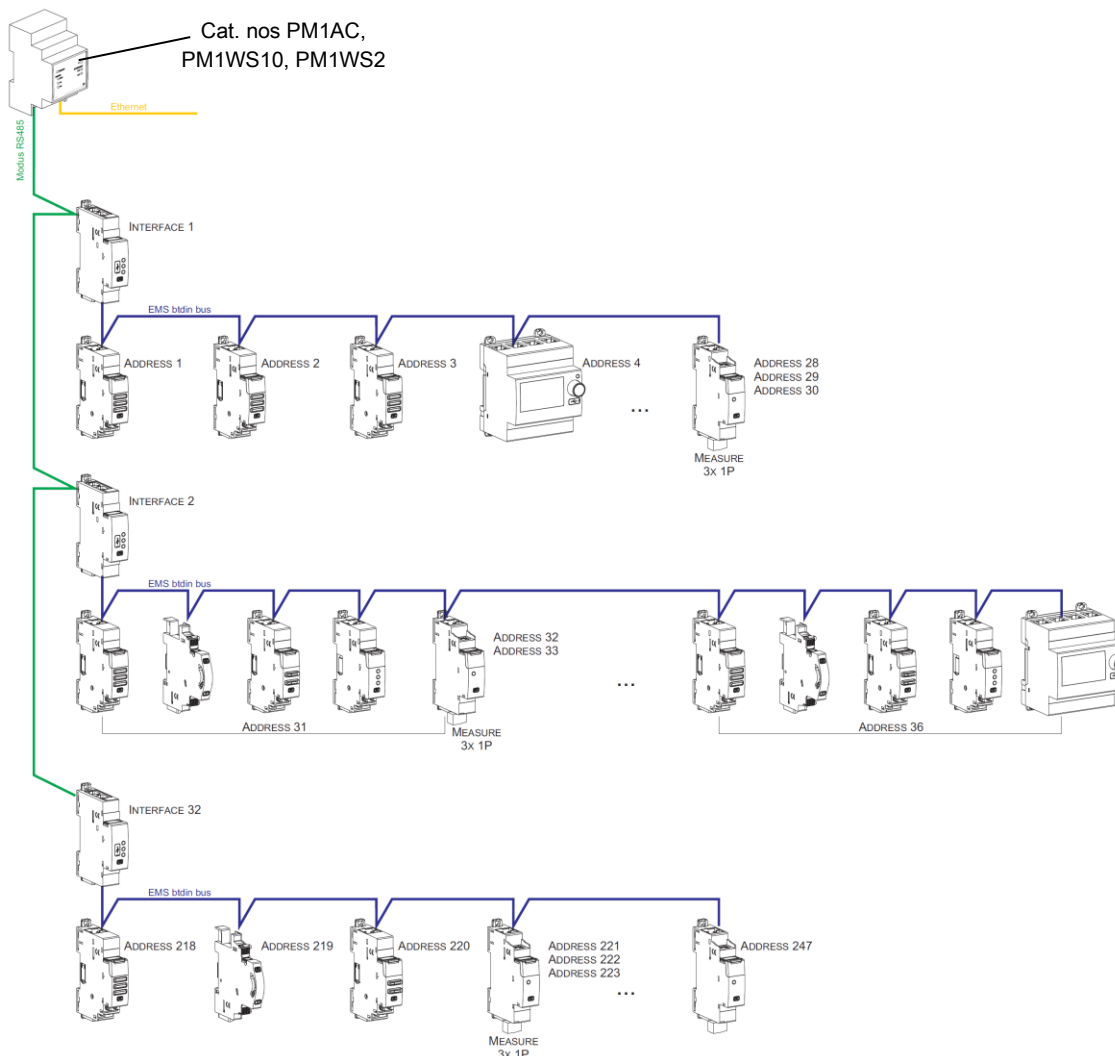 Cat. nos PM1AC,
PM1WS10, PM1WS2
Ethernet
Modus RS485
INTERFACE 1
EMS btdin bus
ADDRESS 1
ADDRESS 2
ADDRESS 3
ADDRESS 4
...
ADDRESS 28
ADDRESS 29
ADDRESS 30
MEASURE
3X 1P
INTERFACE 2
EMS btdin bus
ADDRESS 32
ADDRESS 33
...
ADDRESS 31
MEASURE
3X 1P
ADDRESS 36
INTERFACE 32
EMS btdin bus
ADDRESS 218
ADDRESS 219
ADDRESS 220
ADDRESS 221
ADDRESS 222
ADDRESS 223
...
ADDRESS 247
MEASURE
3X 1P